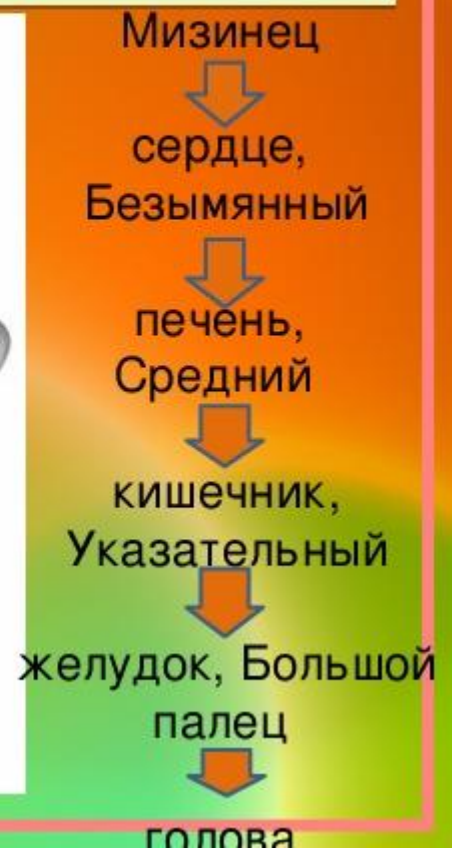 Мизинец
сердце,
Безымянный
печень,
Средний
кишечник,
Указательный
желудок, Большой
палец
голова